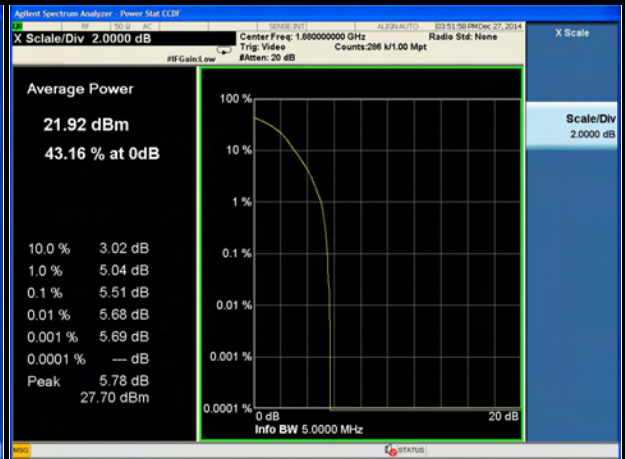 Agilent Spectrum Analyzer - Power Stat CCDF
RF 50 Ω AC SENSE:INT ALIGN AUTO 03:51:58 PM Dec 27, 2014
X Sclale/Div 2.0000 dB
Center Freq: 1.880000000 GHz Radio Std: None
Trig: Video Counts:286 k/1.00 Mpt
#IFGain:Low #Atten: 20 dB
X Scale
Scale/Div
2.0000 dB
Average Power
21.92 dBm
43.16 % at 0dB
10.0 % 3.02 dB
1.0 % 5.04 dB
0.1 % 5.51 dB
0.01 % 5.68 dB
0.001 % 5.69 dB
0.0001 % --- dB
Peak 5.78 dB
27.70 dBm
100 %
10 %
1 %
0.1 %
0.01 %
0.001 %
0.0001 %
0 dB 20 dB
Info BW 5.0000 MHz
MSG STATUS